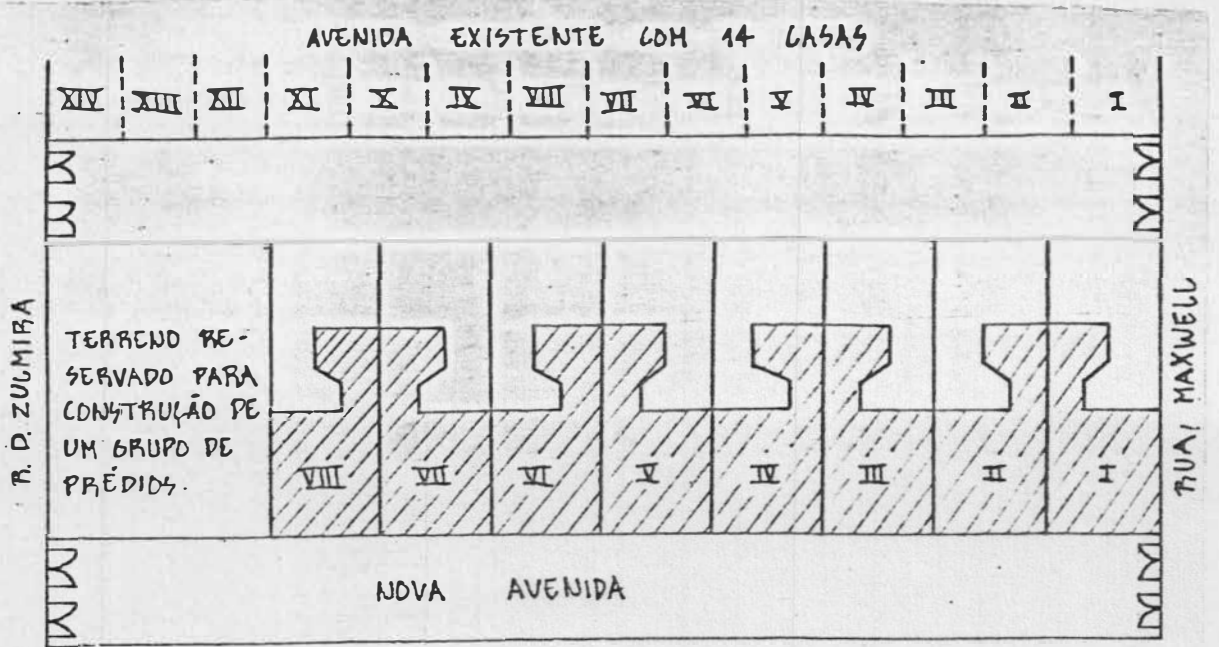 AVENIDA EXISTENTE COM 14 CASAS
XIV XIII XII XI X IX VIII VII VI V IV III II I
R. D. ZULMIRA
TERRENO RE-
SERVADO PARA
CONSTRUÇÃO DE
UM GRUPO DE
PRÉDIOS.
VIII VII VI V IV III II I
RUA MAXWELL
NOVA AVENIDA